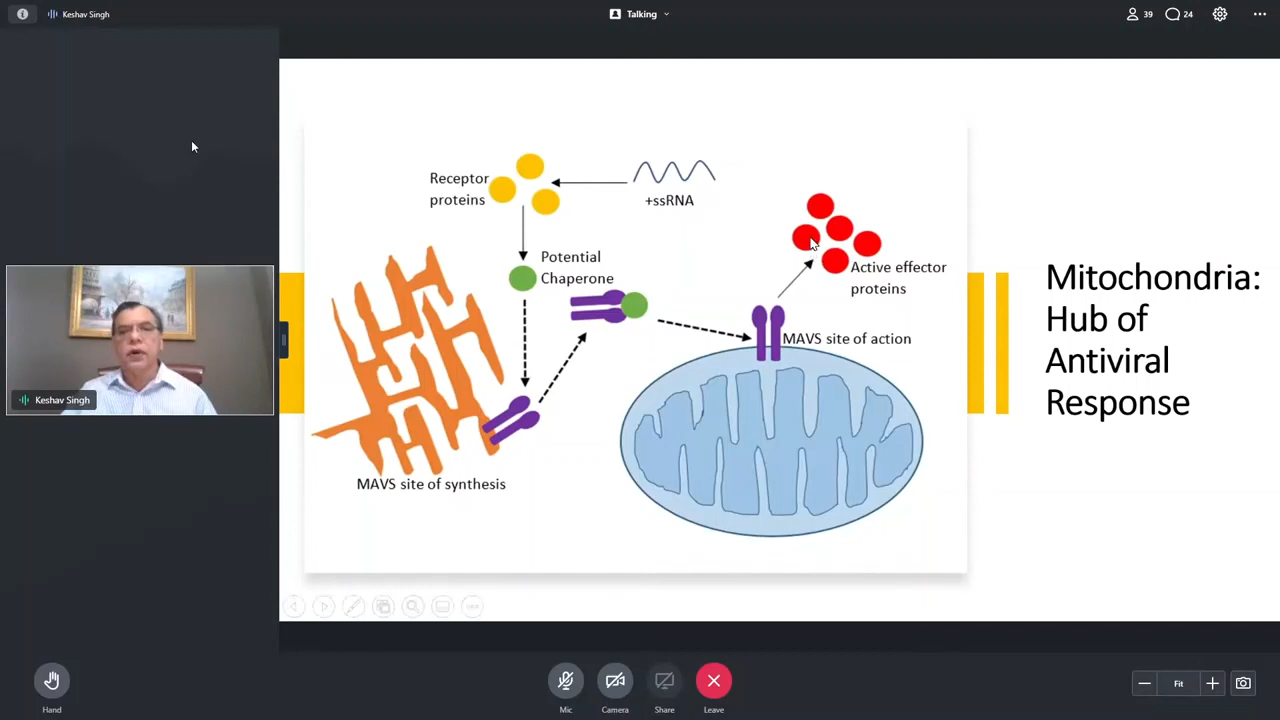 Keshav Singh
Talking
39
24
Receptor
proteins
+ssRNA
Potential
Chaperone
Active effector
proteins
MAVS site of action
MAVS site of synthesis
Mitochondria:
Hub of
Antiviral
Response
Keshav Singh
Hand
Mic
Camera
Share
Leave
Fit